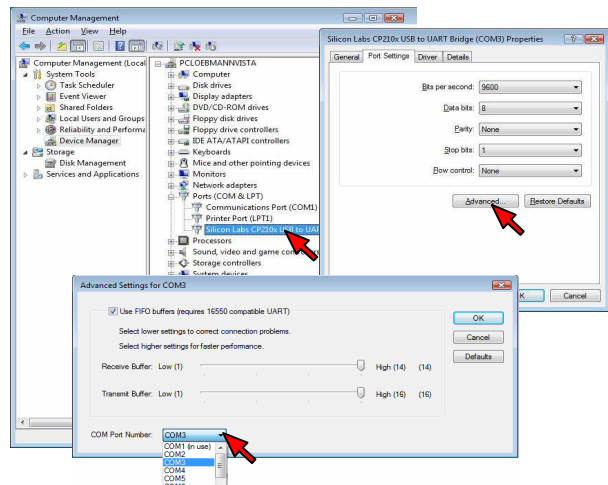 Computer Management
File Action View Help
Computer Management (Local
System Tools
Task Scheduler
Event Viewer
Shared Folders
Local Users and Groups
Reliability and Performa
Device Manager
Storage
Disk Management
Services and Applications
PCLOEBMANNVISTA
Computer
Disk drives
Display adapters
DVD/CD-ROM drives
Floppy disk drives
Floppy drive controllers
IDE ATA/ATAPI controllers
Keyboards
Mice and other pointing devices
Monitors
Network adapters
Ports (COM & LPT)
Communications Port (COM1)
Printer Port (LPT1)
Silicon Labs CP210x USB to UAR
Processors
Sound, video and game controllers
Storage controllers
System devices
Silicon Labs CP210x USB to UART Bridge (COM3) Properties
General Port Settings Driver Details
Bits per second: 9600
Data bits: 8
Parity: None
Stop bits: 1
Flow control: None
Advanced... Restore Defaults
K Cancel
Advanced Settings for COM3
Use FIFO buffers (requires 16550 compatible UART)
Select lower settings to correct connection problems.
Select higher settings for faster performance.
Receive Buffer: Low (1) High (14) (14)
Transmit Buffer: Low (1) High (16) (16)
OK
Cancel
Defaults
COM Port Number: COM3
COM1 (in use)
COM2
COM3
COM4
COM5